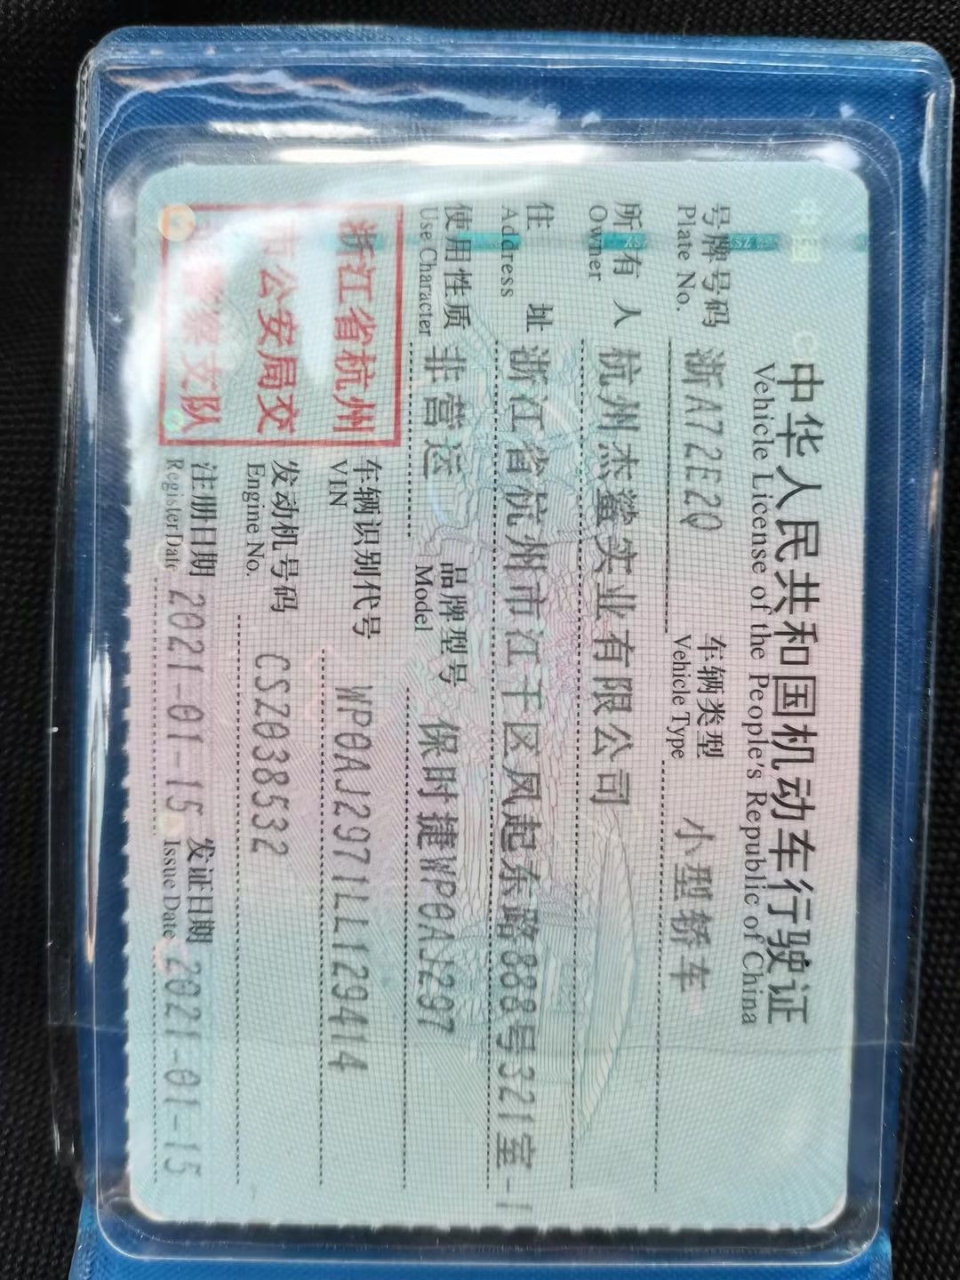 中华人民共和国机动车行驶证
Vehicle License of the People's Republic of China
号牌号码 浙A72E2Q 车辆类型 小型轿车
Plate No. Vehicle Type
所有人 杭州杰鲨实业有限公司
Owner
住址 浙江省杭州市江干区凤起东路888号321室-1
Address
使用性质 非营运 品牌型号 保时捷WP0AJ297
Use Character Model
浙江省杭州
市公安局交
警察支队
车辆识别代号 WP0AJ2971LL129414
VIN
发动机号码 CSZ038532
Engine No.
注册日期 2021-01-15 发证日期 2021-01-15
Register Date Issue Date